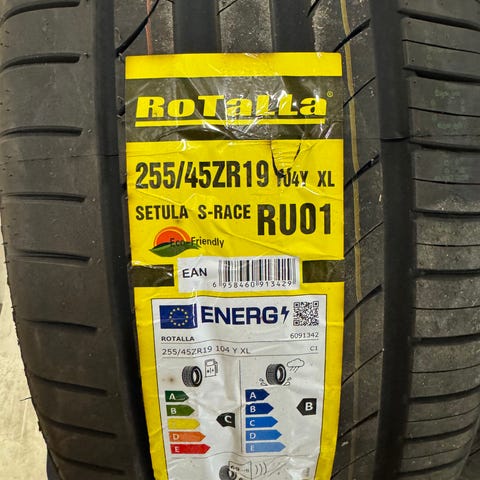 RoTalla®
255/45ZR19 104Y XL
SETULA S-RACE RU01
Eco-Friendly
EAN
6 958460 913429
ENERG
ROTALLA 6091342
255/45ZR19 104 Y XL C1
A
B
C
D
E
C
A
B
C
D
E
B